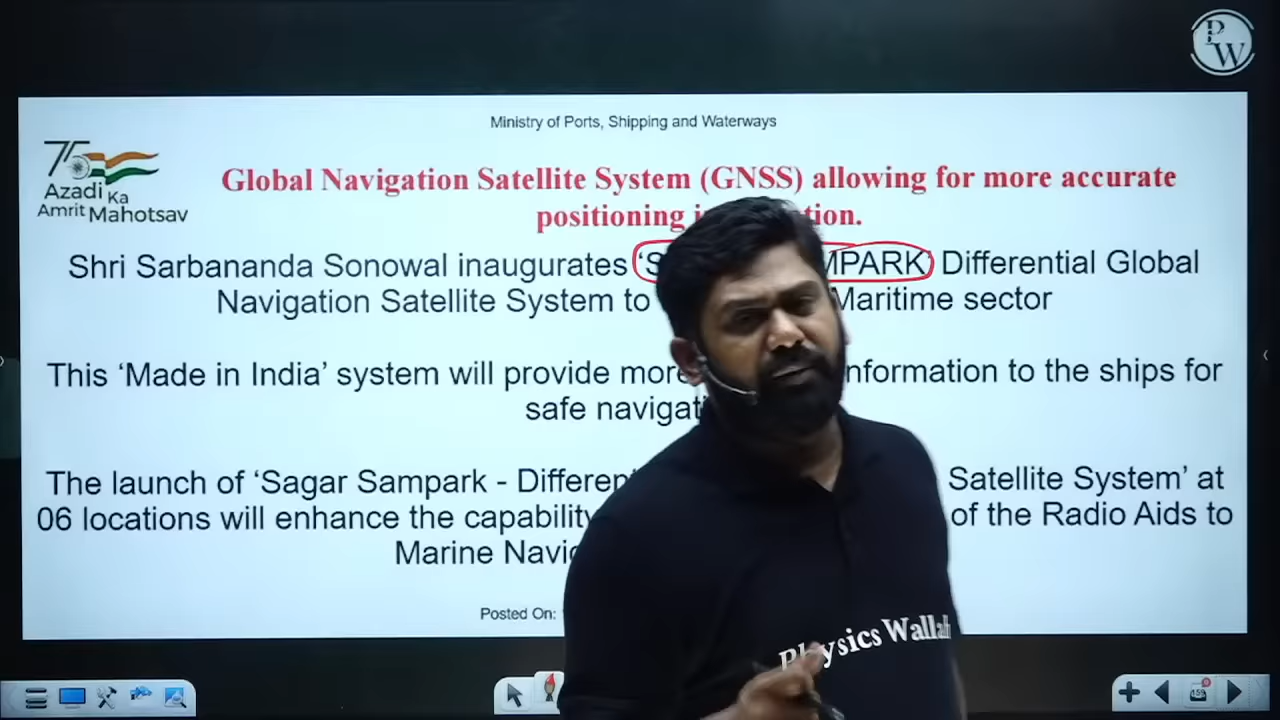 PW
Ministry of Ports, Shipping and Waterways
75
Azadi Ka
Amrit Mahotsav
Global Navigation Satellite System (GNSS) allowing for more accurate
positioning
Shri Sarbananda Sonowal inaugurates ‘S MPARK’ Differential Global
Navigation Satellite System to Maritime sector
This ‘Made in India’ system will provide more information to the ships for
safe
The launch of ‘Sagar Sampark - Satellite System’ at
06 locations will enhance the capability of the Radio Aids to
Marine
Posted On:
Physics Wallah
159